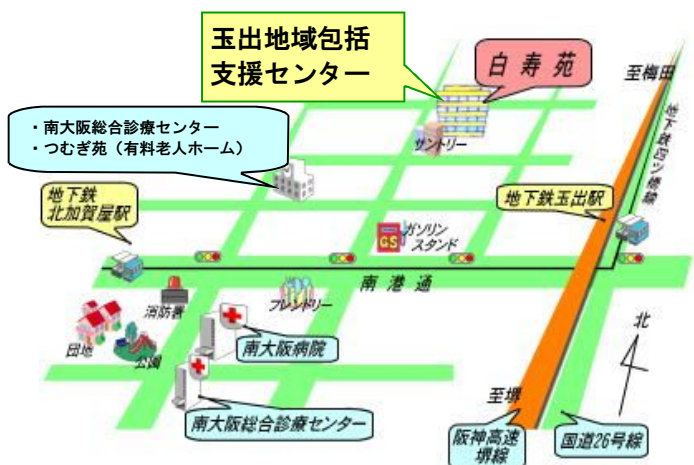 玉出地域包括
支援センター
白寿苑
至梅田
地下鉄四ツ橋線
・南大阪総合診療センター
・つむぎ苑（有料老人ホーム）
サントリー
地下鉄
北加賀屋駅
地下鉄玉出駅
GS
ガソリン
スタンド
南港通
消防署
フレンドリー
団地
公園
南大阪病院
北
南大阪総合診療センター
至堺
阪神高速
堺線
国道26号線